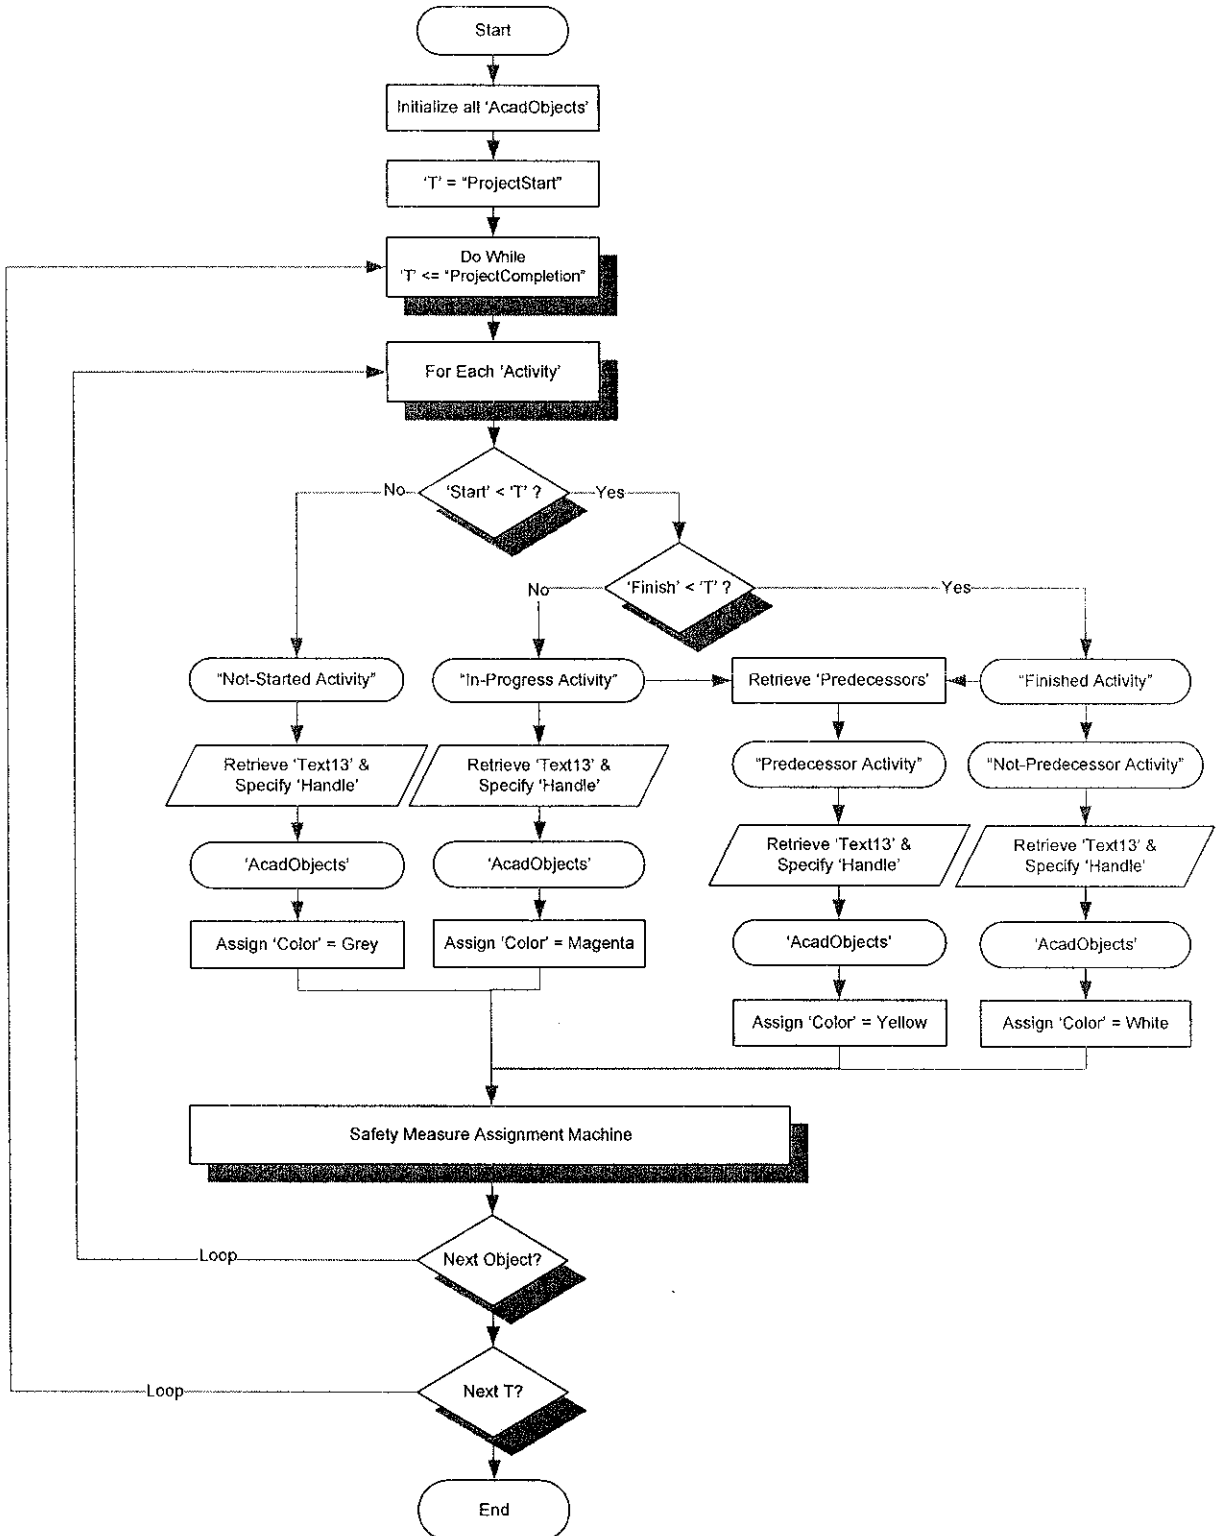 Start
Initialize all 'AcadObjects'
'T' = "ProjectStart"
Do While
'T' <= "ProjectCompletion"
For Each 'Activity'
'Start' < 'T' ?
No
Yes
'Finish' < 'T' ?
No
Yes
"Not-Started Activity"
"In-Progress Activity"
Retrieve 'Predecessors'
"Finished Activity"
Retrieve 'Text13' &
Specify 'Handle'
Retrieve 'Text13' &
Specify 'Handle'
"Predecessor Activity"
"Not-Predecessor Activity"
Retrieve 'Text13' &
Specify 'Handle'
Retrieve 'Text13' &
Specify 'Handle'
'AcadObjects'
'AcadObjects'
'AcadObjects'
'AcadObjects'
Assign 'Color' = Grey
Assign 'Color' = Magenta
Assign 'Color' = Yellow
Assign 'Color' = White
Safety Measure Assignment Machine
Next Object?
Loop
Next T?
Loop
End